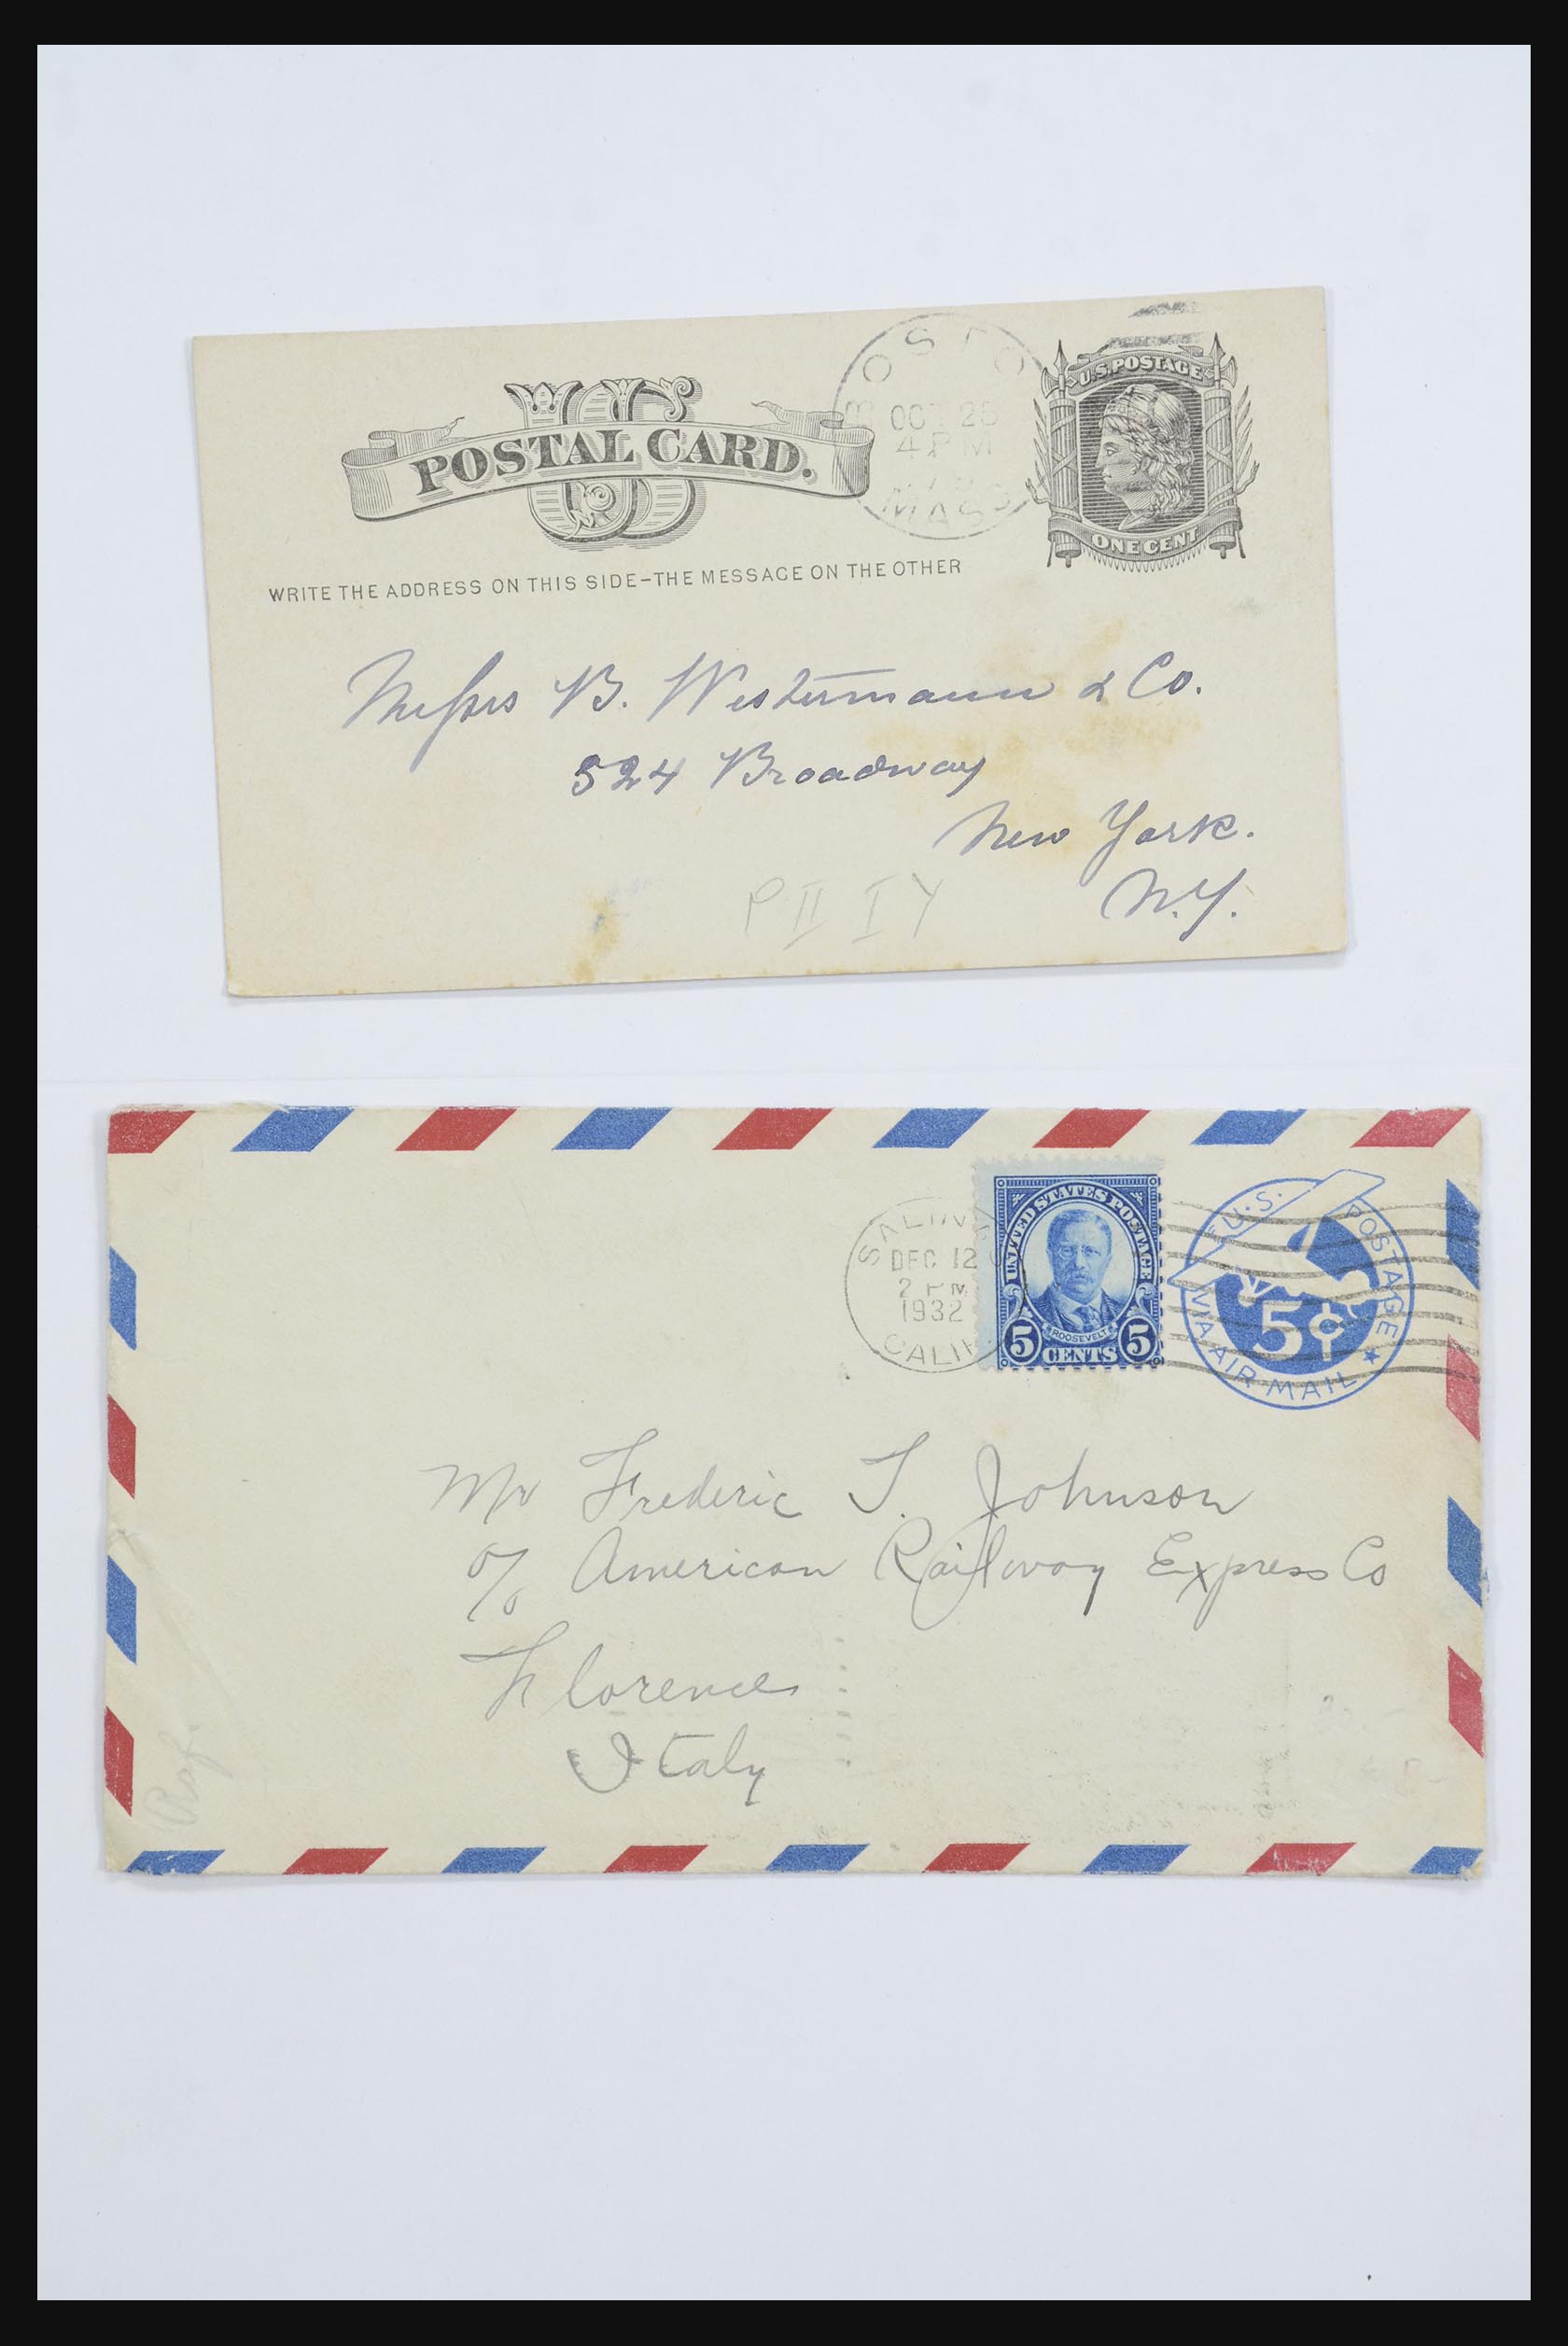 U.S. POSTAGE
US
POSTAL CARD.
OCT 26
4 PM
MASS
ONE CENT
WRITE THE ADDRESS ON THIS SIDE-THE MESSAGE ON THE OTHER
Messrs B. Westermann & Co.
524 Broadway
New York.
N.Y.
P II I Y
UNITED STATES POSTAGE
U.S. POSTAGE
DEC 12
2 PM
1932
CALIF
ROOSEVELT
5 CENTS 5
5¢
VIA AIR MAIL
Mr Frederic T. Johnson
c/o American Railway Express Co
Florence
Italy